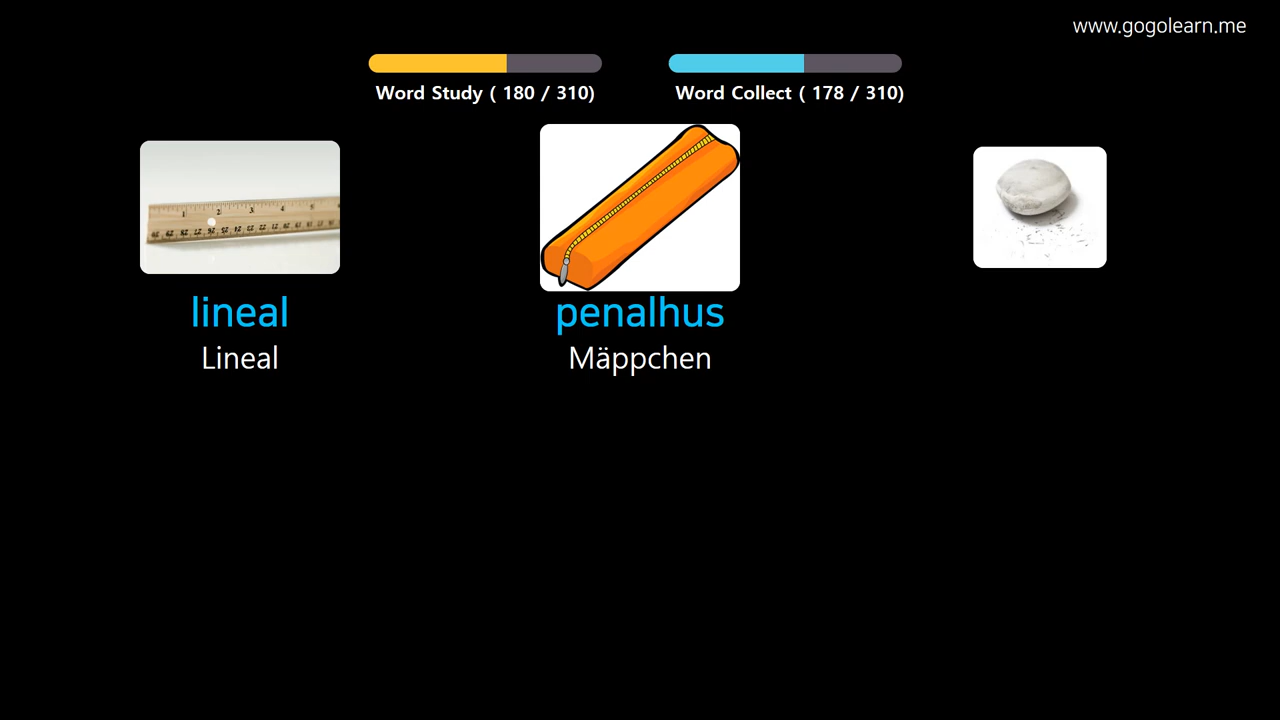 www.gogolearn.me
Word Study ( 180 / 310)
Word Collect ( 178 / 310)
lineal
Lineal
penalhus
Mäppchen